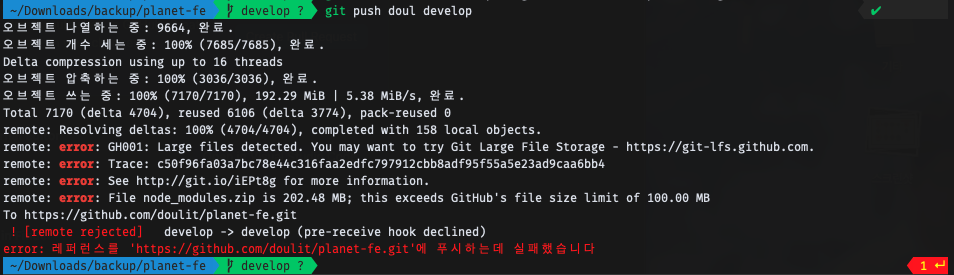 ~/Downloads/backup/planet-fe develop ? git push doul develop ✔
오브젝트 나열하는 중: 9664, 완료.
오브젝트 개수 세는 중: 100% (7685/7685), 완료.
Delta compression using up to 16 threads
오브젝트 압축하는 중: 100% (3036/3036), 완료.
오브젝트 쓰는 중: 100% (7170/7170), 192.29 MiB | 5.38 MiB/s, 완료.
Total 7170 (delta 4704), reused 6106 (delta 3774), pack-reused 0
remote: Resolving deltas: 100% (4704/4704), completed with 158 local objects.
remote: error: GH001: Large files detected. You may want to try Git Large File Storage - https://git-lfs.github.com.
remote: error: Trace: c50f96fa03a7bc78e44c316faa2edfc797912cbb8adf95f55a5e23ad9caa6bb4
remote: error: See http://git.io/iEPt8g for more information.
remote: error: File node_modules.zip is 202.48 MB; this exceeds GitHub's file size limit of 100.00 MB
To https://github.com/doulit/planet-fe.git
! [remote rejected] develop -> develop (pre-receive hook declined)
error: 레퍼런스를 'https://github.com/doulit/planet-fe.git'에 푸시하는데 실패했습니다
~/Downloads/backup/planet-fe develop ? 1 ↵